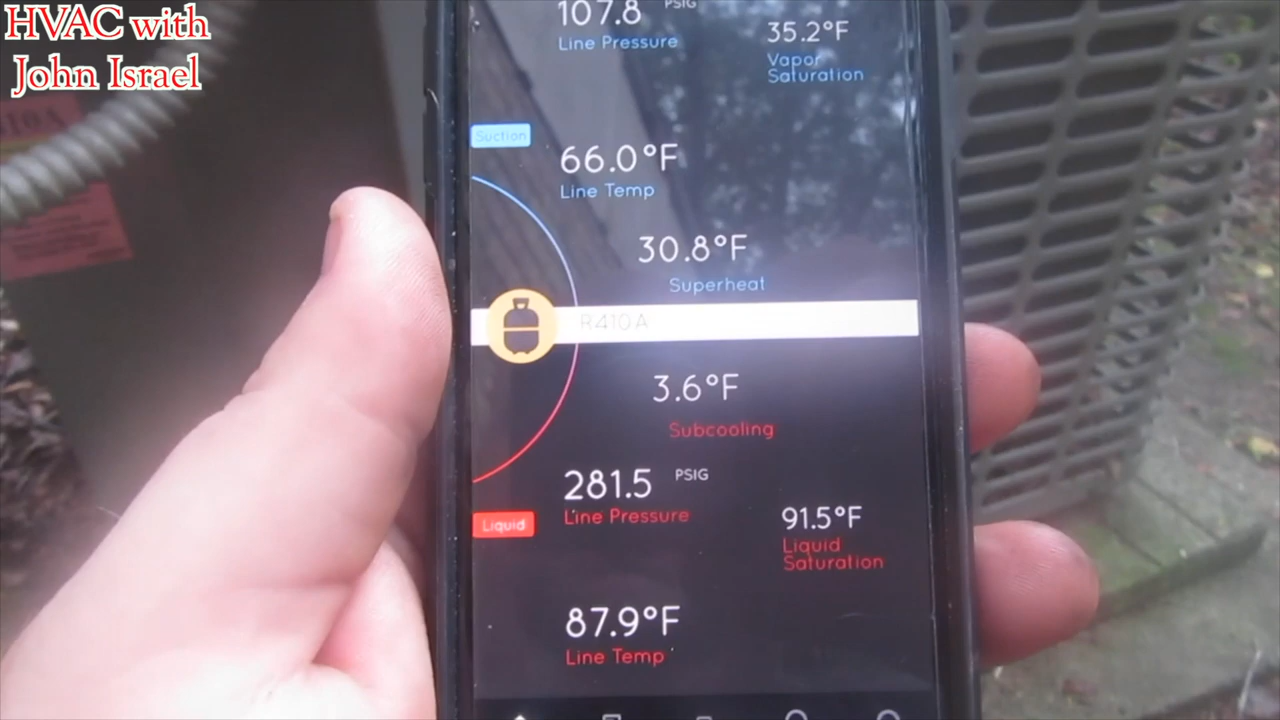 HVAC with
John Israel
107.8 PSIG
Line Pressure
35.2°F
Vapor
Saturation
Suction
66.0°F
Line Temp
30.8°F
Superheat
R410A
3.6°F
Subcooling
281.5 PSIG
Line Pressure
Liquid
91.5°F
Liquid
Saturation
87.9°F
Line Temp